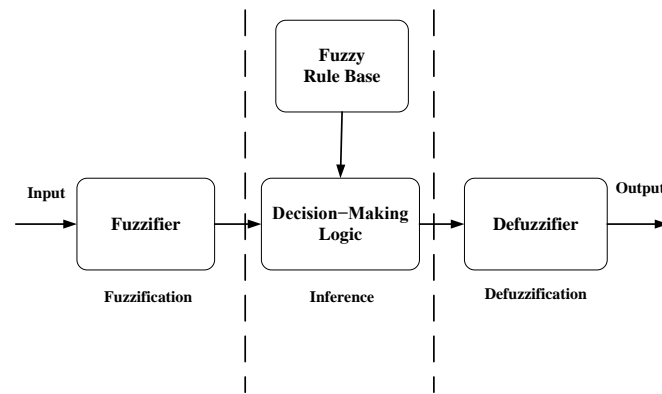 Fuzzy
Rule Base
Input
Fuzzifier
Decision−Making
Logic
Defuzzifier
Output
Fuzzification
Inference
Defuzzification